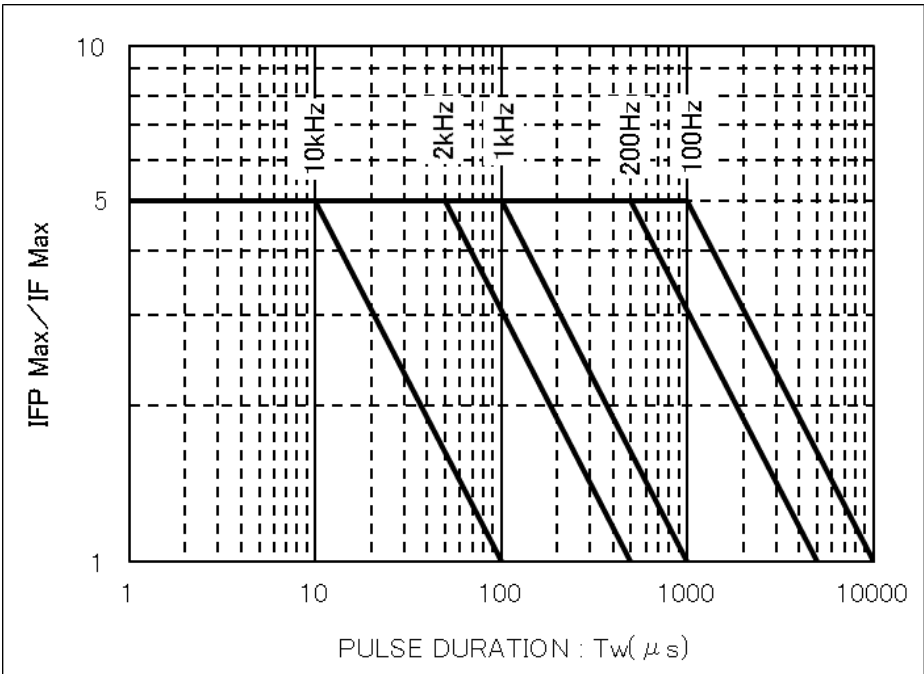 10
5
1
IFP Max／IF Max
10kHz
2kHz
1kHz
200Hz
100Hz
1
10
100
1000
10000
PULSE DURATION : Tw(μs)